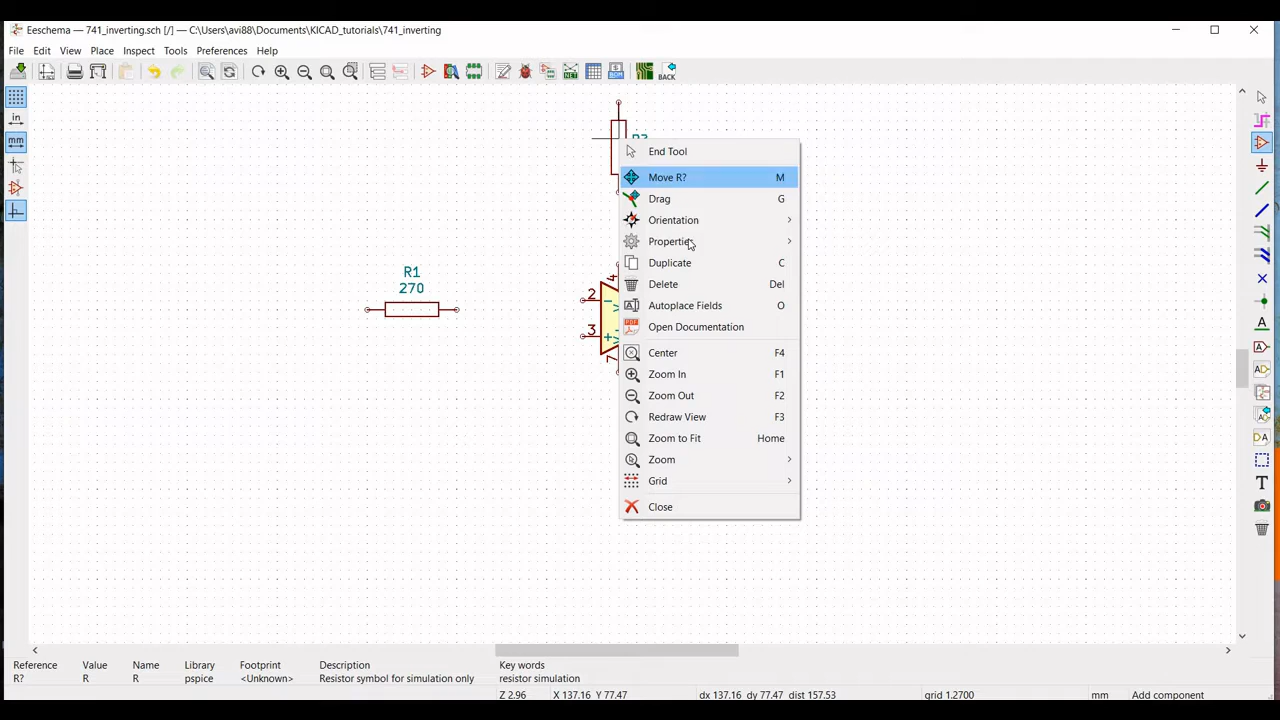 Eeschema — 741_inverting.sch [/] — C:\Users\avi88\Documents\KICAD_tutorials\741_inverting
File Edit View Place Inspect Tools Preferences Help
BOM BACK
in
mm
End Tool
Move R? M
Drag G
Orientation
Properties
Duplicate C
Delete Del
Autoplace Fields O
Open Documentation
Center F4
Zoom In F1
Zoom Out F2
Redraw View F3
Zoom to Fit Home
Zoom
Grid
Close
R1
270
4
2
3
7
Reference Value Name Library Footprint Description Key words
R? R R pspice <Unknown> Resistor symbol for simulation only resistor simulation
Z 2.96 X 137.16 Y 77.47 dx 137.16 dy 77.47 dist 157.53 grid 1.2700 mm Add component